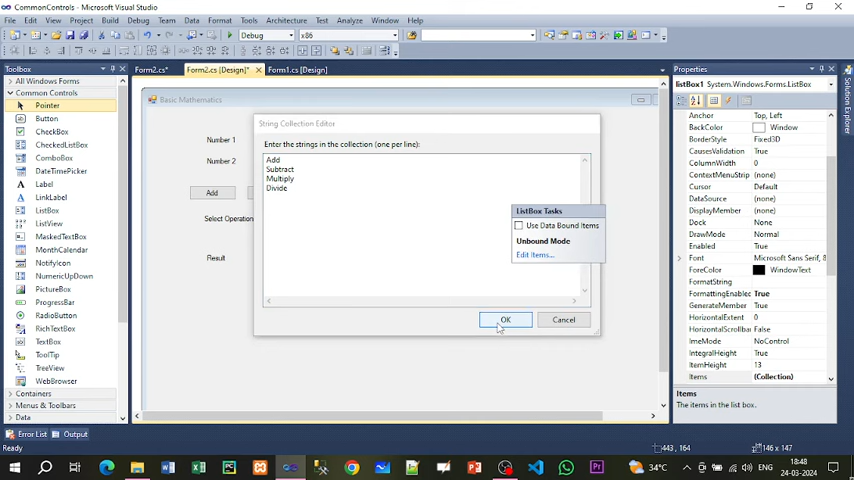 CommonControls - Microsoft Visual Studio
File Edit View Project Build Debug Team Data Format Tools Architecture Test Analyze Window Help
Debug x86
Toolbox
All Windows Forms
Common Controls
Pointer
Button
CheckBox
CheckedListBox
ComboBox
DateTimePicker
Label
LinkLabel
ListBox
ListView
MaskedTextBox
MonthCalendar
NotifyIcon
NumericUpDown
PictureBox
ProgressBar
RadioButton
RichTextBox
TextBox
ToolTip
TreeView
WebBrowser
Containers
Menus & Toolbars
Data
Form2.cs* Form2.cs [Design]* Form1.cs [Design]
Basic Mathematics
Number 1
Number 2
Add
Select Operation
Result
String Collection Editor
Enter the strings in the collection (one per line):
Add
Subtract
Multiply
Divide
OK Cancel
ListBox Tasks
Use Data Bound Items
Unbound Mode
Edit Items...
Properties
listBox1 System.Windows.Forms.ListBox
Anchor Top, Left
BackColor Window
BorderStyle Fixed3D
CausesValidation True
ColumnWidth 0
ContextMenuStrip (none)
Cursor Default
DataSource (none)
DisplayMember (none)
Dock None
DrawMode Normal
Enabled True
Font Microsoft Sans Serif, 8
ForeColor WindowText
FormatString
FormattingEnabled True
GenerateMember True
HorizontalExtent 0
HorizontalScrollbar False
ImeMode NoControl
IntegralHeight True
ItemHeight 13
Items (Collection)
Items
The items in the list box.
Solution Explorer
Error List Output
Ready 443, 164 146 x 147
34°C ENG 18:48
24-03-2024